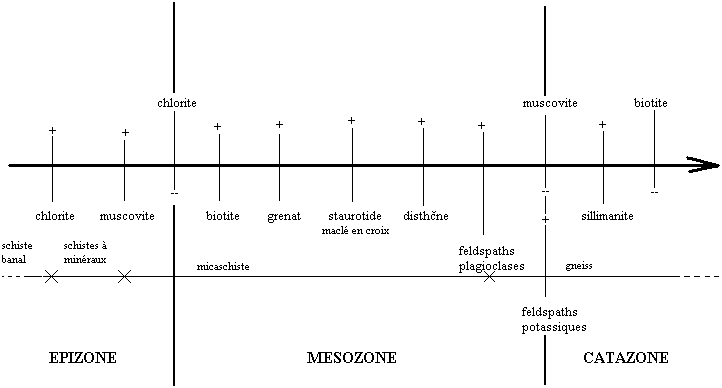 chlorite
muscovite
biotite
+
+
+
+
+
+
+
+
--
--
--
+
chlorite
muscovite
biotite
grenat
staurotide
maclé en croix
disthčne
sillimanite
schiste
banal
schistes à
minéraux
micaschiste
feldspaths
plagioclases
gneiss
feldspaths
potassiques
EPIZONE
MESOZONE
CATAZONE